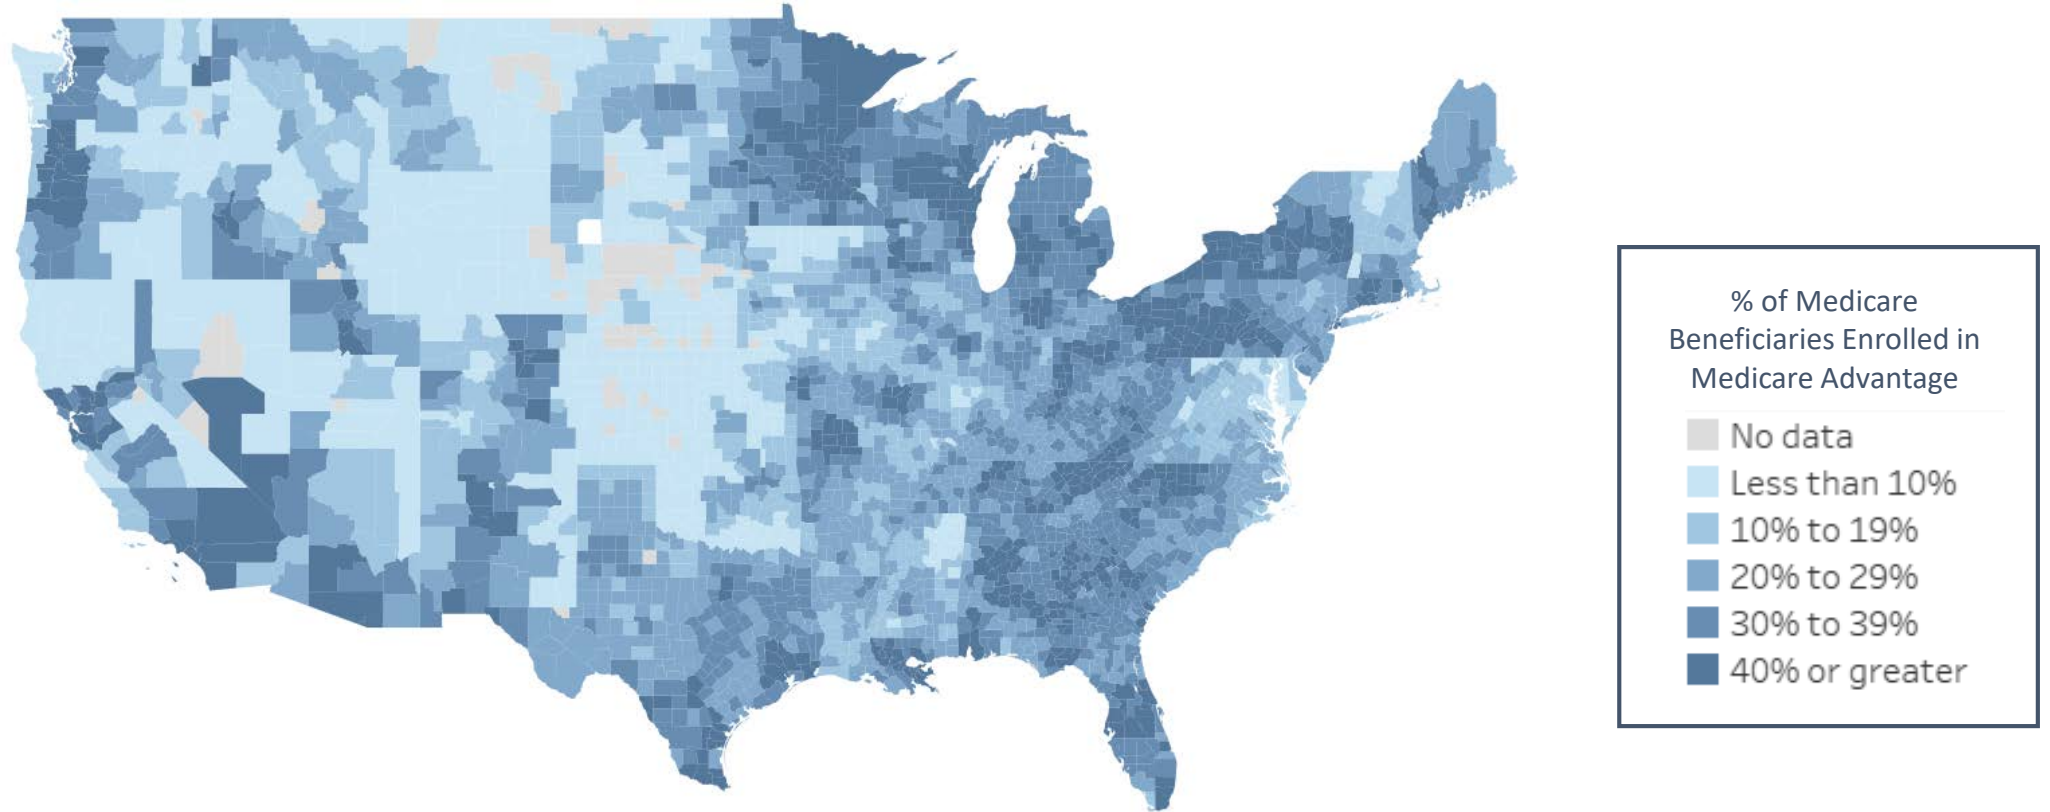 % of Medicare
Beneficiaries Enrolled in
Medicare Advantage
No data
Less than 10%
10% to 19%
20% to 29%
30% to 39%
40% or greater